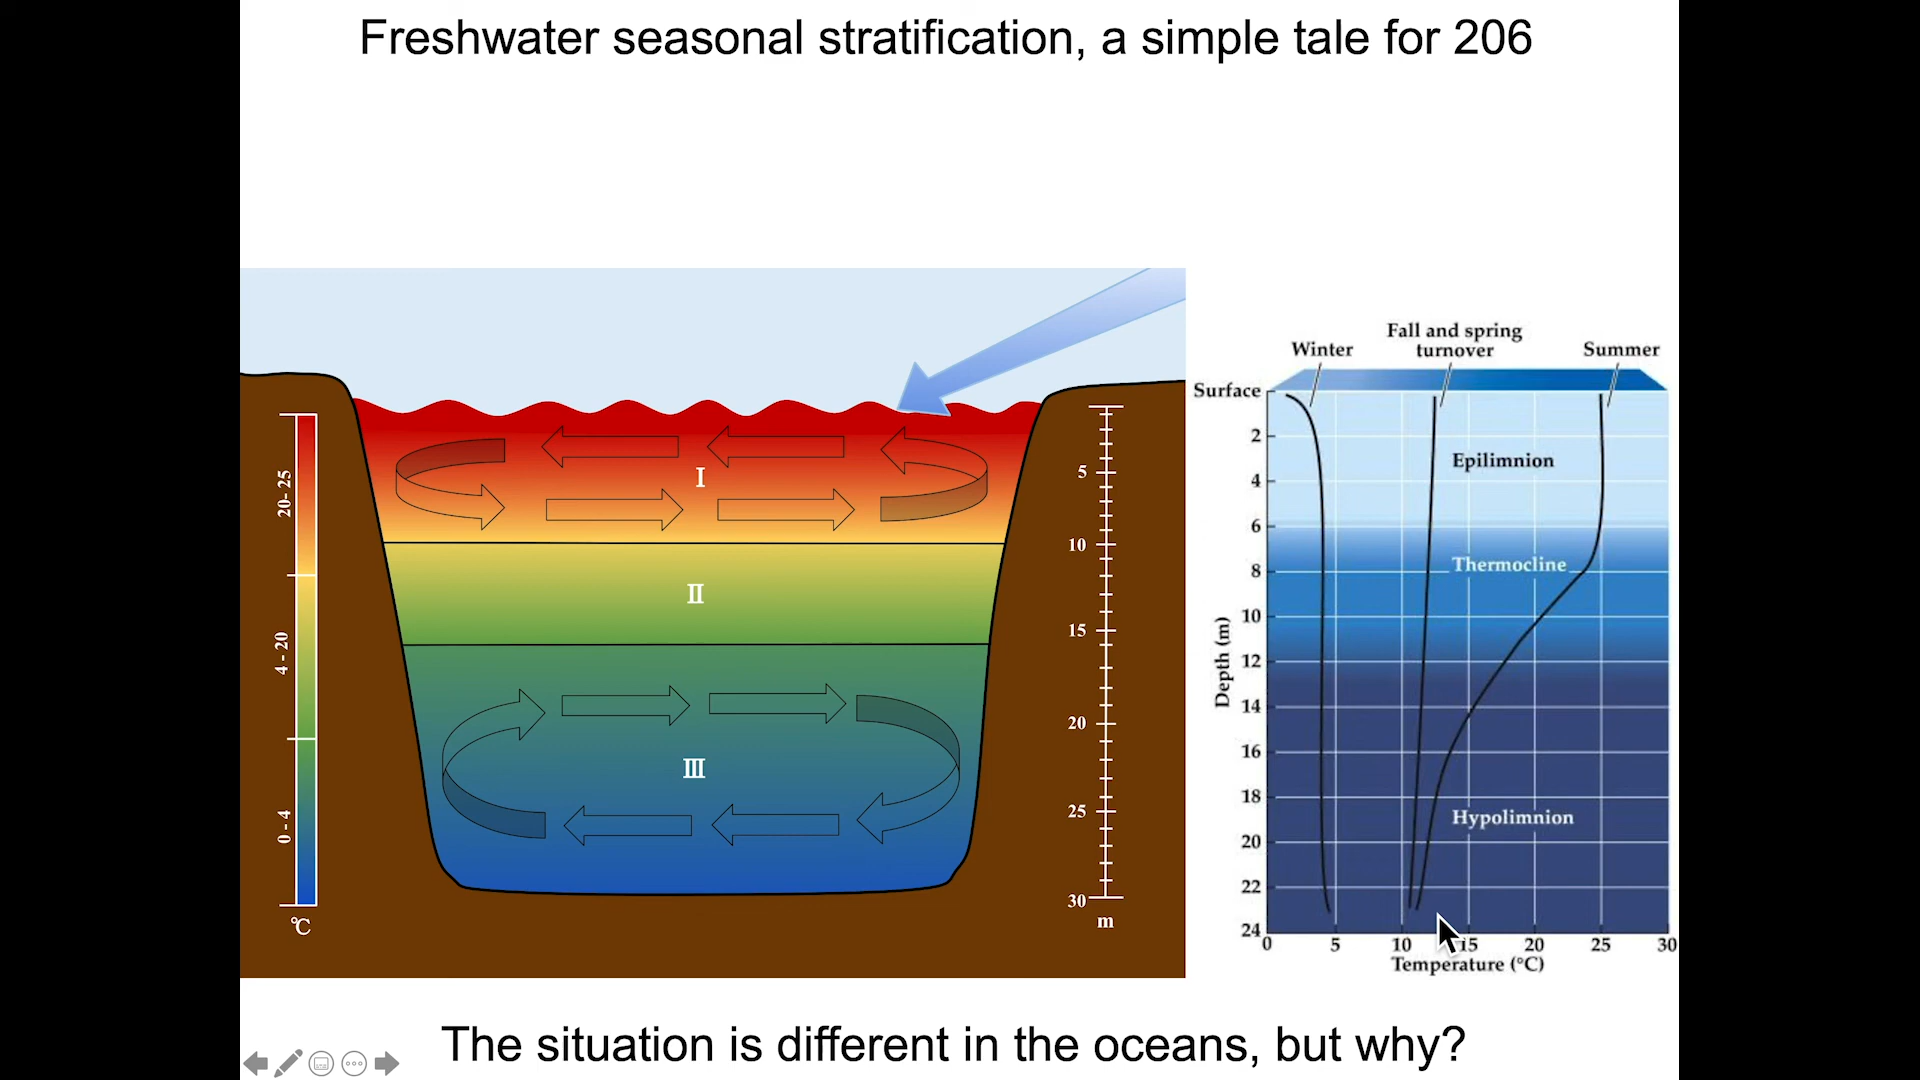 Freshwater seasonal stratification, a simple tale for 206
20-25
4 - 20
0 - 4
℃
I
II
III
5
10
15
20
25
30
m
Winter
Fall and spring
turnover
Summer
Surface
2
4
6
8
10
12
14
16
18
20
22
24
Depth (m)
Epilimnion
Thermocline
Hypolimnion
0 5 10 15 20 25 30
Temperature (°C)
The situation is different in the oceans, but why?